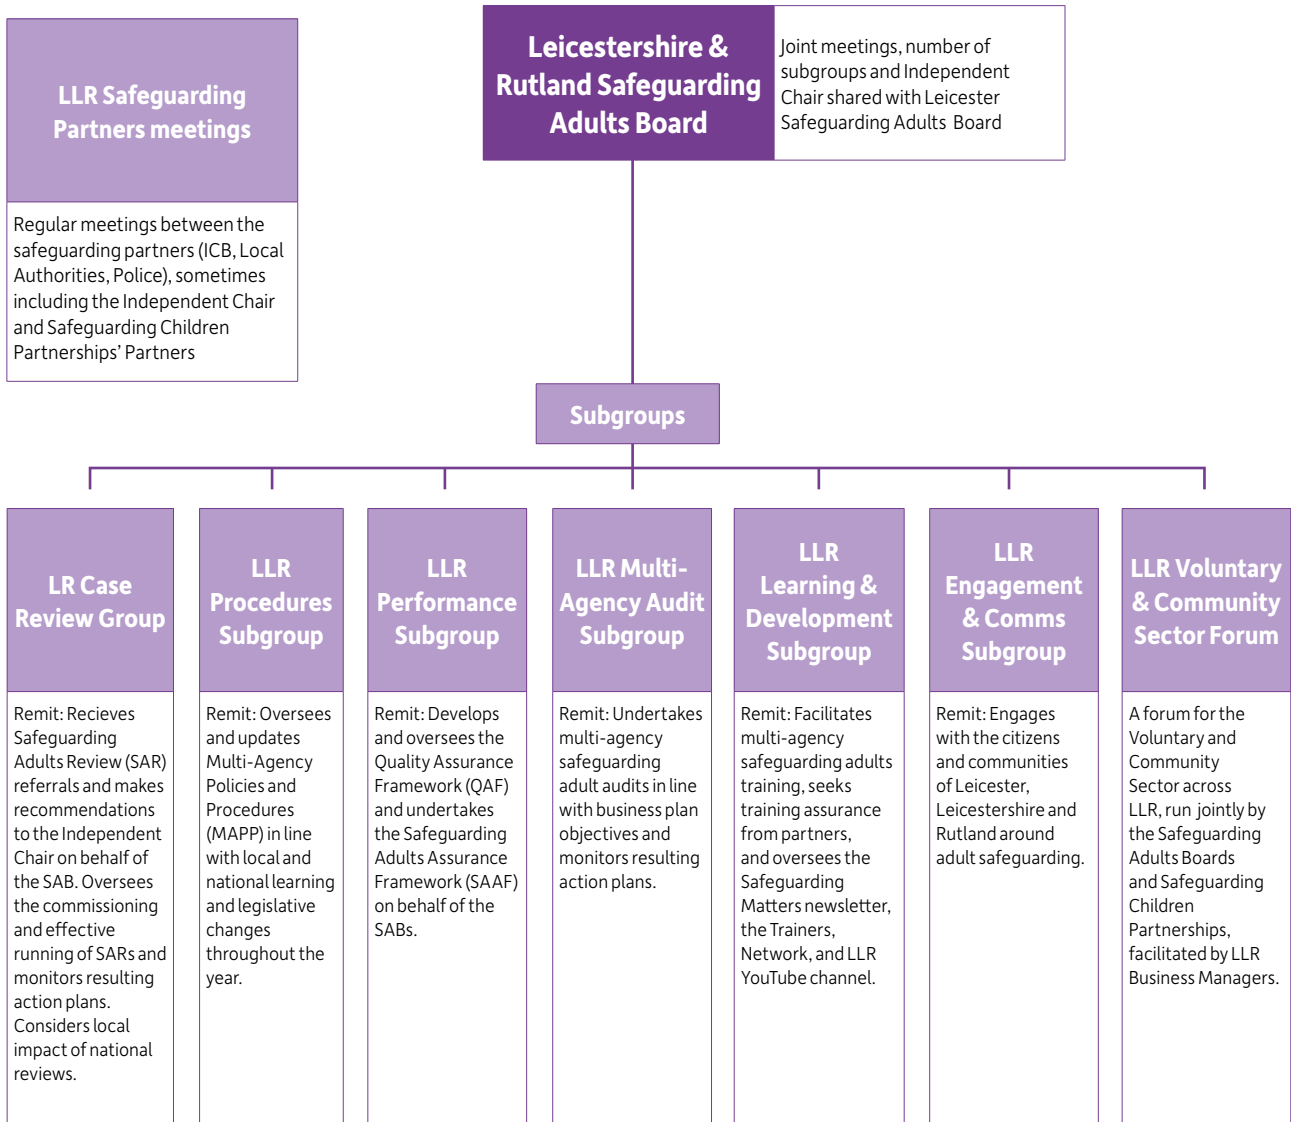 LLR Safeguarding
Partners meetings
Regular meetings between the
safeguarding partners (ICB, Local
Authorities, Police), sometimes
including the Independent Chair
and Safeguarding Children
Partnerships’ Partners
Leicestershire &
Rutland Safeguarding
Adults Board
Joint meetings, number of
subgroups and Independent
Chair shared with Leicester
Safeguarding Adults Board
Subgroups
LR Case
Review Group
Remit: Recieves
Safeguarding
Adults Review (SAR)
referrals and makes
recommendations
to the Independent
Chair on behalf of
the SAB. Oversees
the commissioning
and effective
running of SARs and
monitors resulting
action plans.
Considers local
impact of national
reviews.
LLR
Procedures
Subgroup
Remit: Oversees
and updates
Multi-Agency
Policies and
Procedures
(MAPP) in line
with local and
national learning
and legislative
changes
throughout the
year.
LLR
Performance
Subgroup
Remit: Develops
and oversees the
Quality Assurance
Framework (QAF)
and undertakes
the Safeguarding
Adults Assurance
Framework (SAAF)
on behalf of the
SABs.
LLR Multi-
Agency Audit
Subgroup
Remit: Undertakes
multi-agency
safeguarding
adult audits in line
with business plan
objectives and
monitors resulting
action plans.
LLR
Learning &
Development
Subgroup
Remit: Facilitates
multi-agency
safeguarding adults
training, seeks
training assurance
from partners,
and oversees the
Safeguarding
Matters newsletter,
the Trainers,
Network, and LLR
YouTube channel.
LLR
Engagement
& Comms
Subgroup
Remit: Engages
with the citizens
and communities
of Leicester,
Leicestershire and
Rutland around
adult safeguarding.
LLR Voluntary
& Community
Sector Forum
A forum for the
Voluntary and
Community
Sector across
LLR, run jointly by
the Safeguarding
Adults Boards
and Safeguarding
Children
Partnerships,
facilitated by LLR
Business Managers.